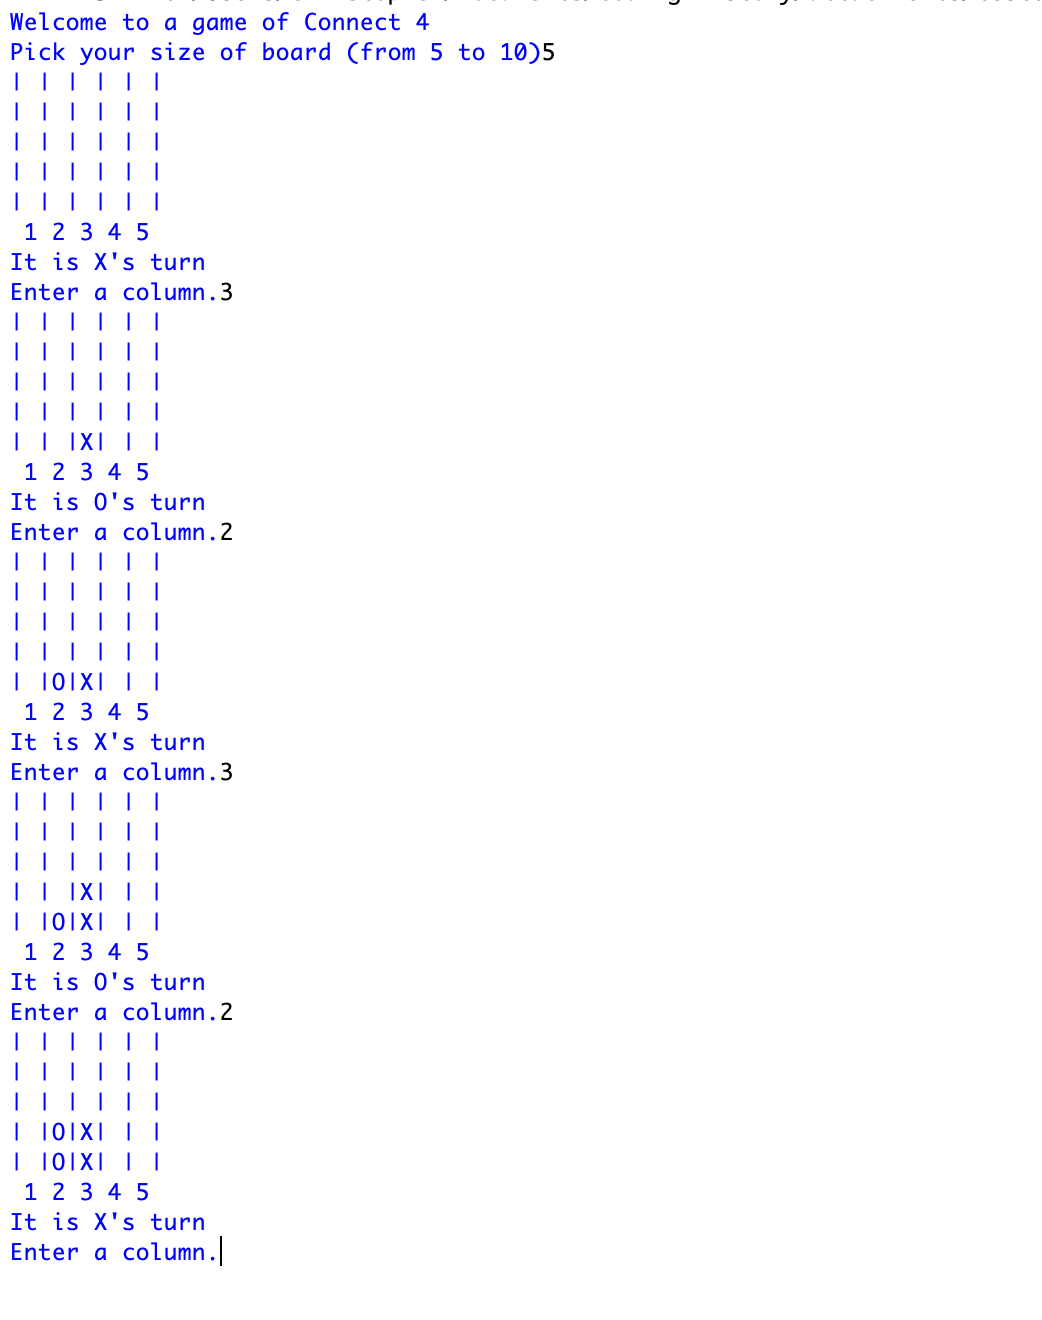 Welcome to a game of Connect 4
Pick your size of board (from 5 to 10)5
| | | | | |
| | | | | |
| | | | | |
| | | | | |
| | | | | |
 1 2 3 4 5
It is X's turn
Enter a column.3
| | | | | |
| | | | | |
| | | | | |
| | | | | |
| | |X| | |
 1 2 3 4 5
It is O's turn
Enter a column.2
| | | | | |
| | | | | |
| | | | | |
| | | | | |
| |O|X| | |
 1 2 3 4 5
It is X's turn
Enter a column.3
| | | | | |
| | | | | |
| | | | | |
| | |X| | |
| |O|X| | |
 1 2 3 4 5
It is O's turn
Enter a column.2
| | | | | |
| | | | | |
| | | | | |
| |O|X| | |
| |O|X| | |
 1 2 3 4 5
It is X's turn
Enter a column.